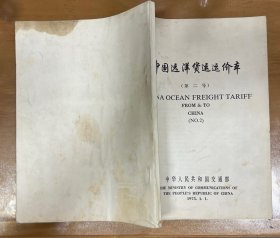 中国远洋货运运价本
(第二号)
NA OCEAN FREIGHT TARIFF
FROM & TO
CHINA
(NO.2)
中华人民共和国交通部
THE MINISTRY OF COMMUNICATIONS OF
THE PEOPLE'S REPUBLIC OF CHINA
1973. 5. 1.